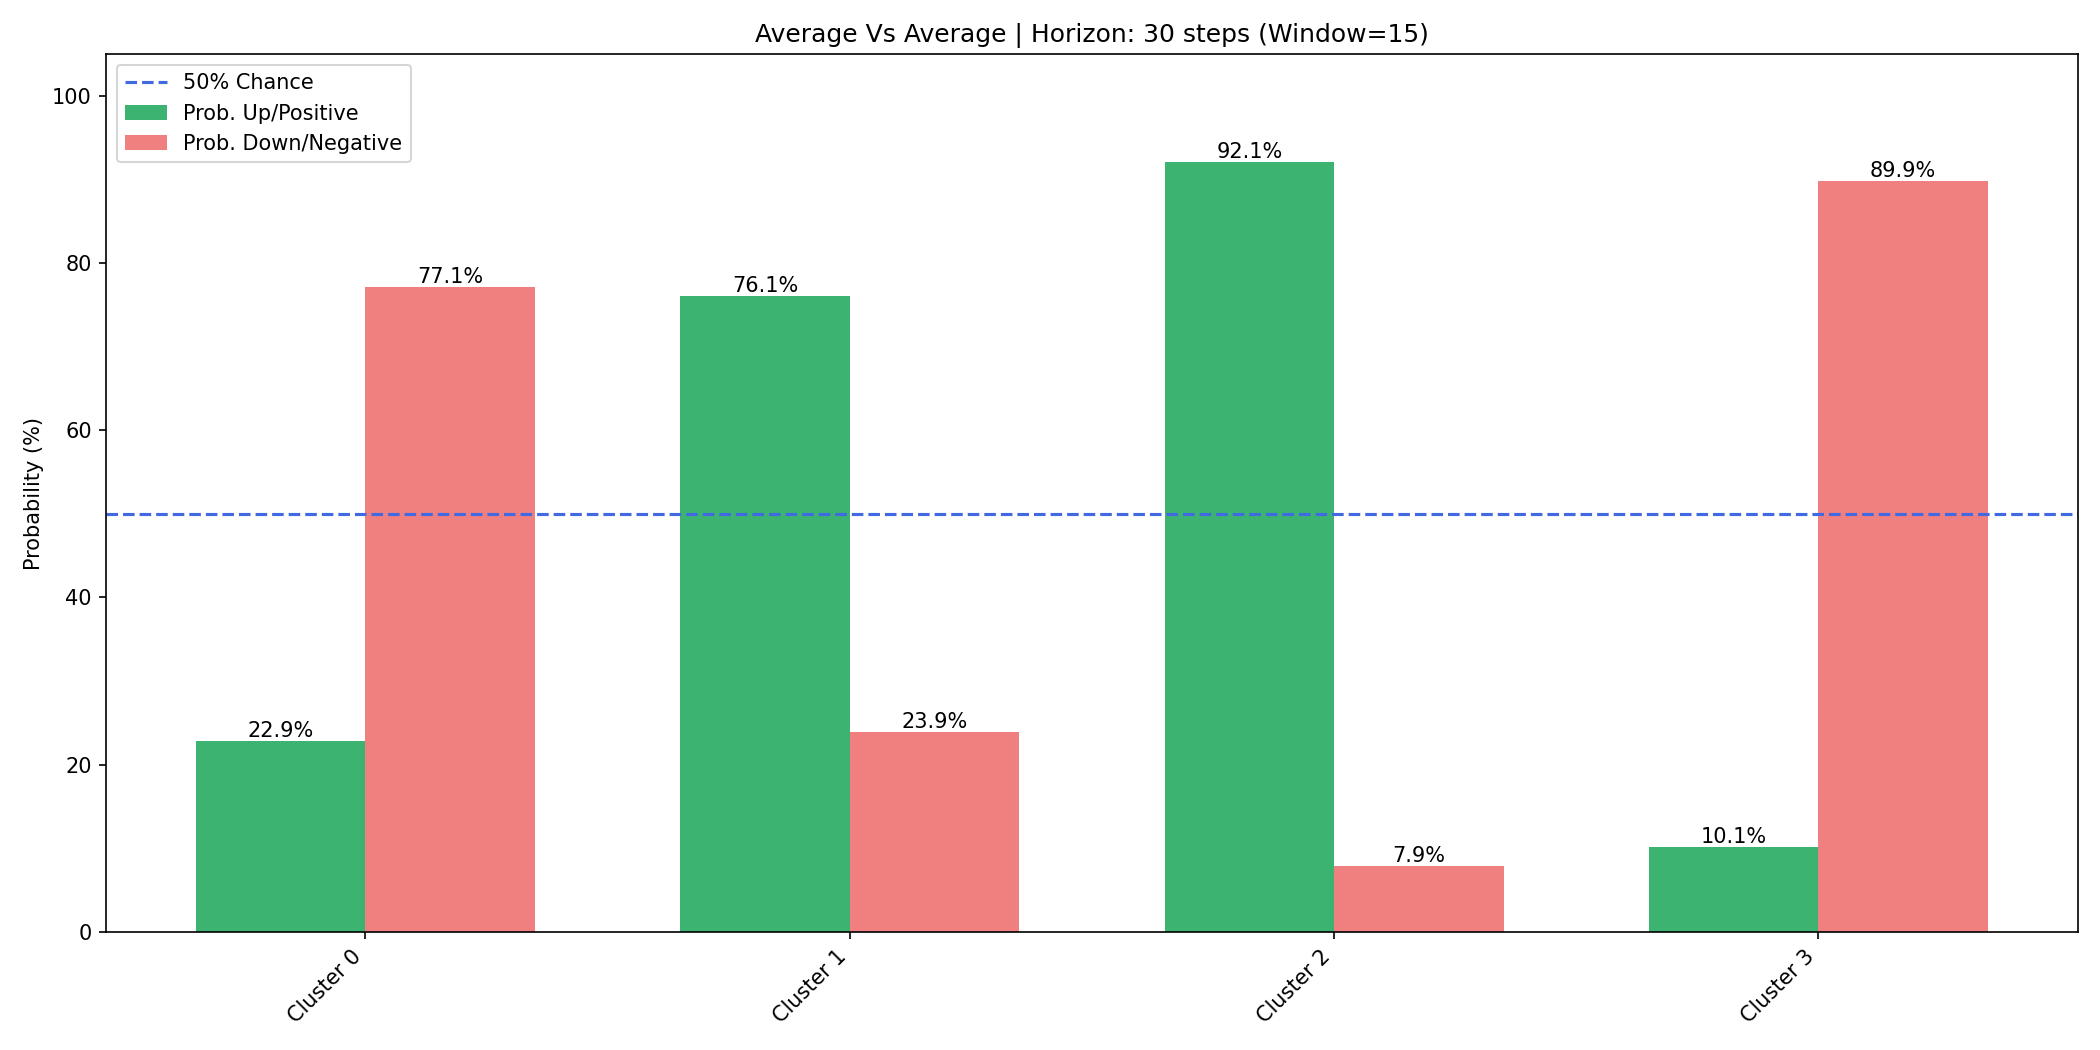 Average Vs Average | Horizon: 30 steps (Window=15)
50% Chance
Prob. Up/Positive
Prob. Down/Negative
Probability (%)
100
80
60
40
20
0
22.9%
77.1%
76.1%
23.9%
92.1%
7.9%
10.1%
89.9%
Cluster 0
Cluster 1
Cluster 2
Cluster 3